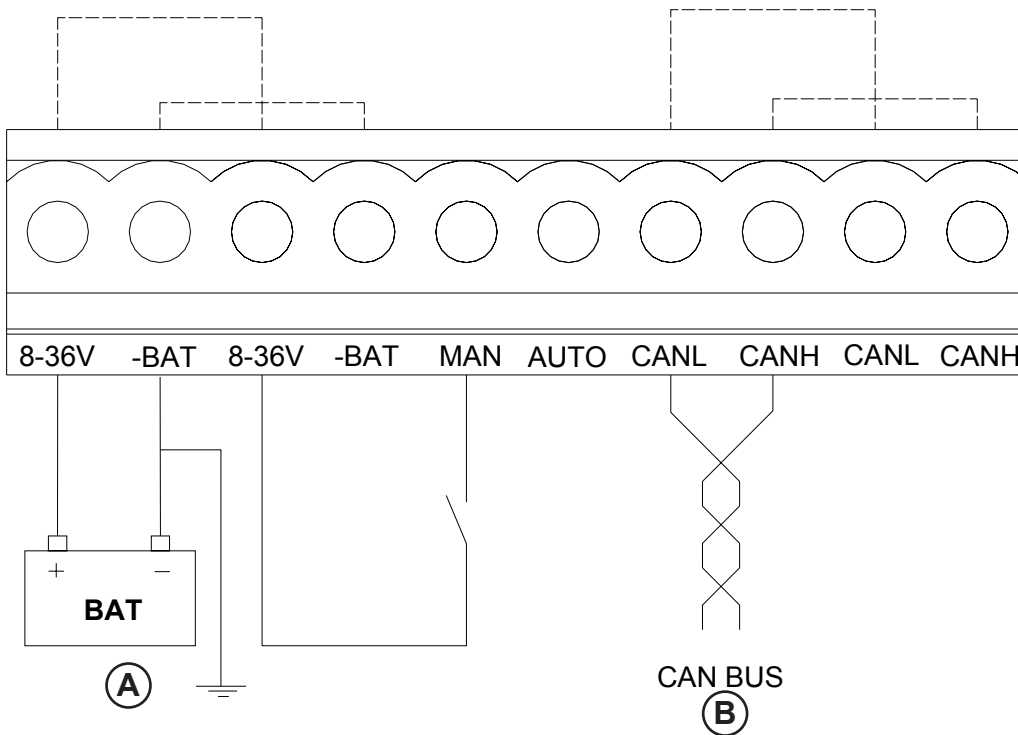 8-36V -BAT 8-36V -BAT MAN AUTO CANL CANH CANL CANH
+ −
BAT
A
CAN BUS
B